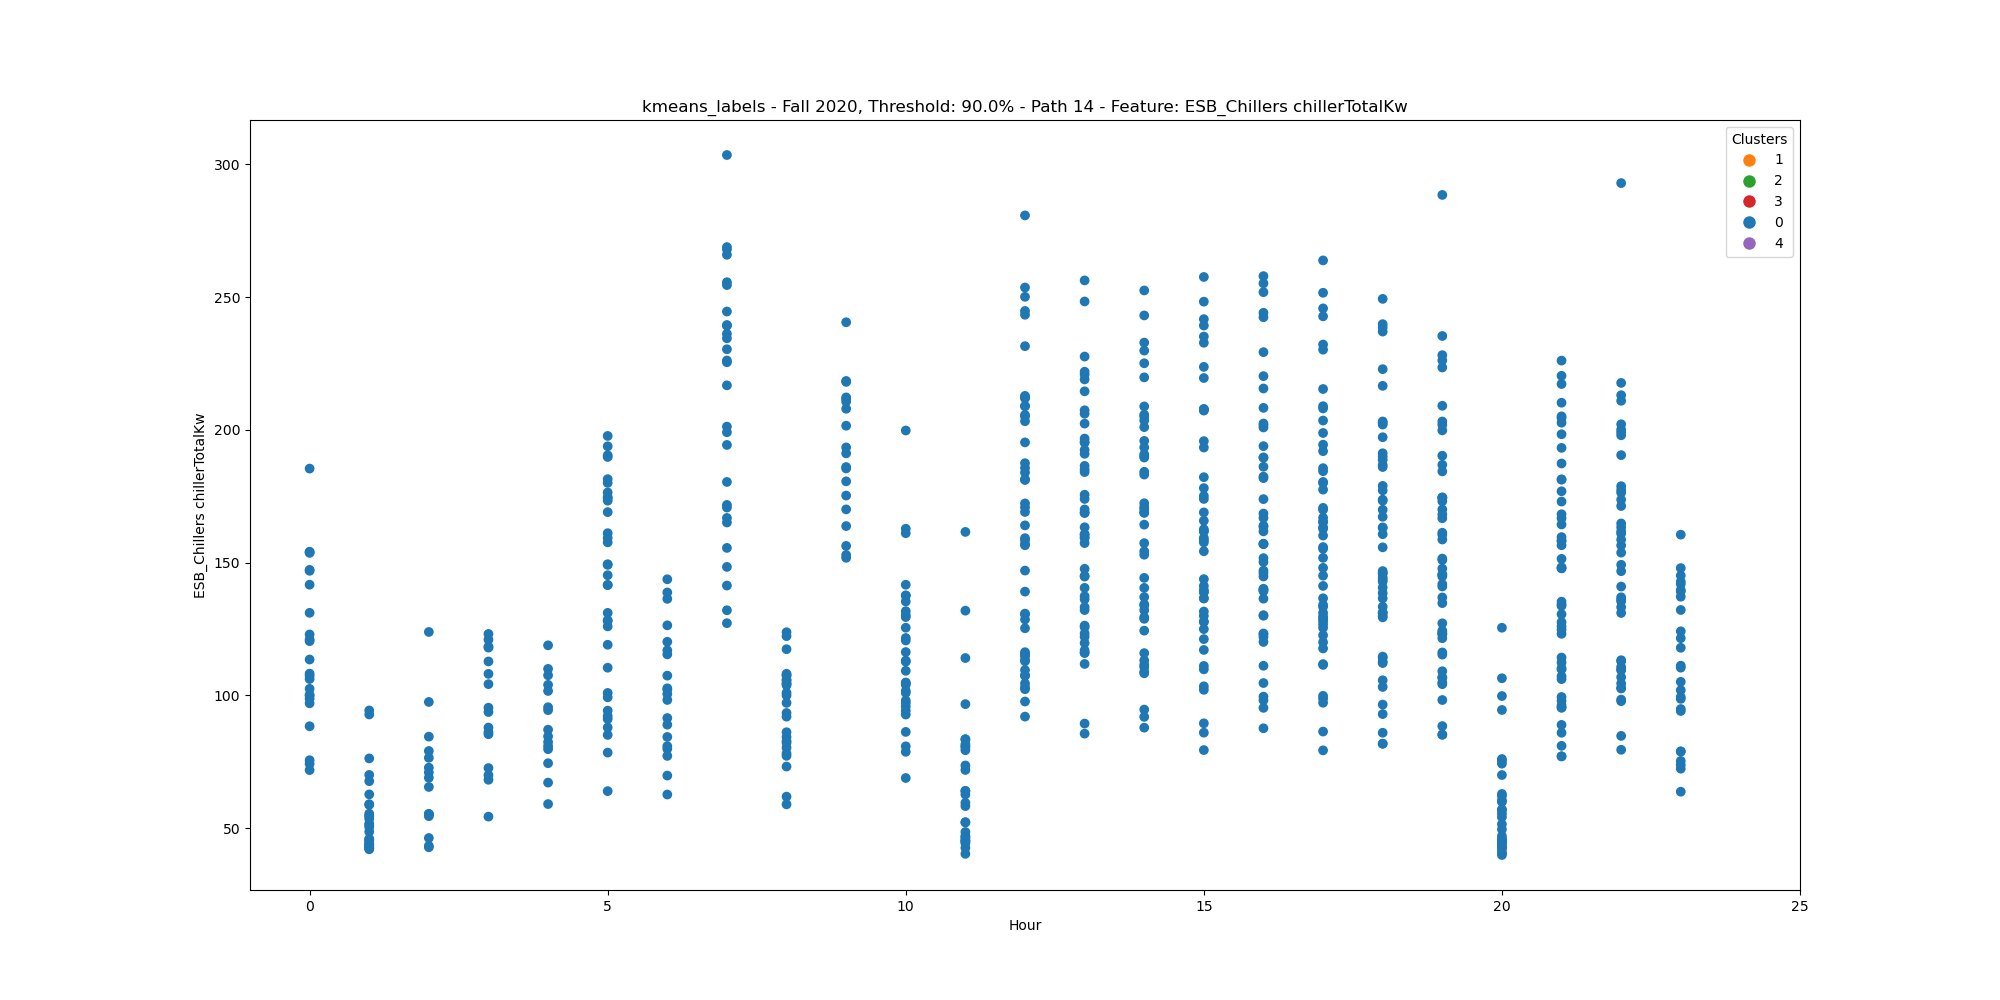 kmeans_labels - Fall 2020, Threshold: 90.0% - Path 14 - Feature: ESB_Chillers chillerTotalKw
Clusters
1
2
3
0
4
300
250
200
150
100
50
ESB_Chillers chillerTotalKw
0 5 10 15 20 25
Hour